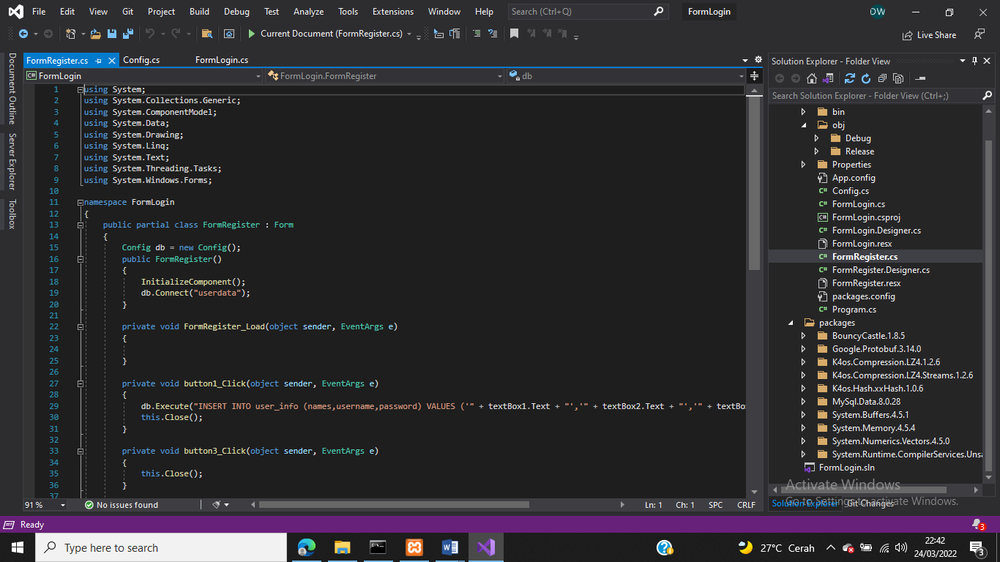 File Edit View Git Project Build Debug Test Analyze Tools Extensions Window Help Search (Ctrl+Q) FormLogin OW
Current Document (FormRegister.cs) Live Share
FormRegister.cs Config.cs FormLogin.cs
FormLogin FormLogin.FormRegister db
Document Outline
Server Explorer
Toolbox
1 using System;
2 using System.Collections.Generic;
3 using System.ComponentModel;
4 using System.Data;
5 using System.Drawing;
6 using System.Linq;
7 using System.Text;
8 using System.Threading.Tasks;
9 using System.Windows.Forms;
10
11 namespace FormLogin
12 {
13 public partial class FormRegister : Form
14 {
15 Config db = new Config();
16 public FormRegister()
17 {
18 InitializeComponent();
19 db.Connect("userdata");
20 }
21
22 private void FormRegister_Load(object sender, EventArgs e)
23 {
24
25 }
26
27 private void button1_Click(object sender, EventArgs e)
28 {
29 db.Execute("INSERT INTO user_info (names,username,password) VALUES ('" + textBox1.Text + "','" + textBox2.Text + "','" + textBo
30 this.Close();
31 }
32
33 private void button3_Click(object sender, EventArgs e)
34 {
35 this.Close();
36 }
37
91 % No issues found Ln: 1 Ch: 1 SPC CRLF
Solution Explorer - Folder View
Search Solution Explorer - Folder View (Ctrl+;)
bin
obj
Debug
Release
Properties
App.config
Config.cs
FormLogin.cs
FormLogin.csproj
FormLogin.Designer.cs
FormLogin.resx
FormRegister.cs
FormRegister.Designer.cs
FormRegister.resx
packages.config
Program.cs
packages
BouncyCastle.1.8.5
Google.Protobuf.3.14.0
K4os.Compression.LZ4.1.2.6
K4os.Compression.LZ4.Streams.1.2.6
K4os.Hash.xxHash.1.0.6
MySql.Data.8.0.28
System.Buffers.4.5.1
System.Memory.4.5.4
System.Numerics.Vectors.4.5.0
System.Runtime.CompilerServices.Unsa
FormLogin.sln
Activate Windows
Go to Settings to activate Windows.
Solution Explorer Git Changes
Ready 3
Type here to search 27°C Cerah 22:42
24/03/2022 3